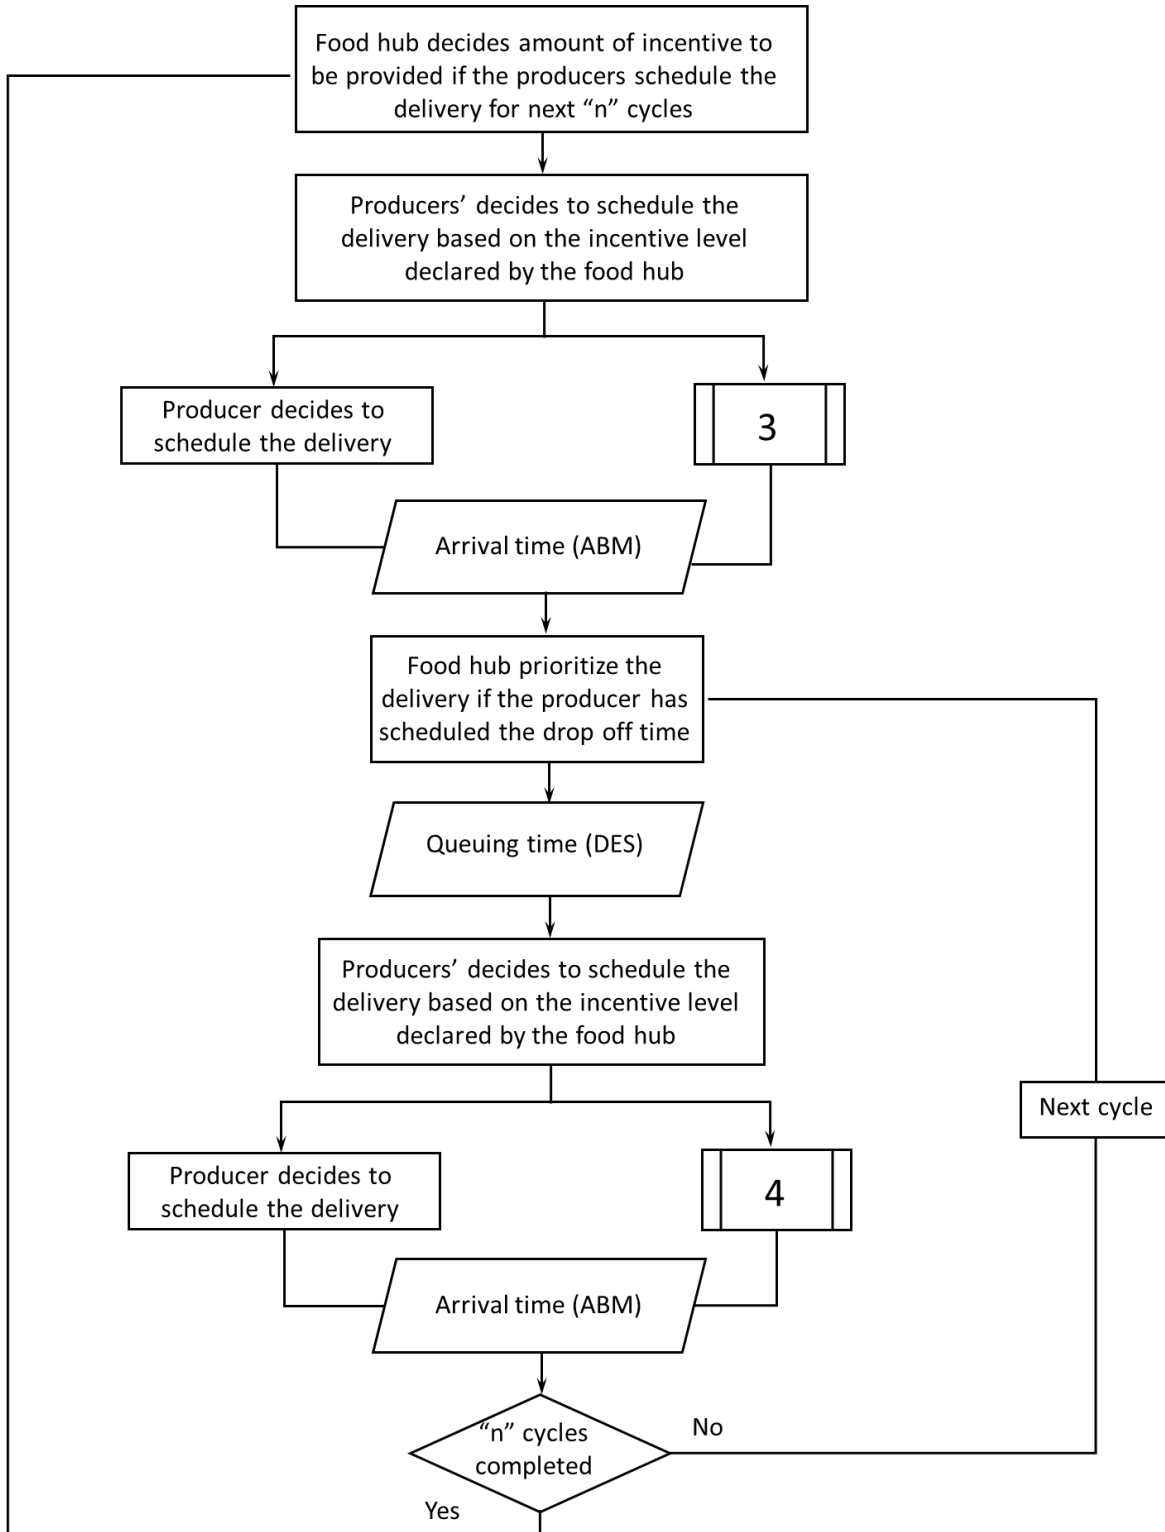 Food hub decides amount of incentive to
be provided if the producers schedule the
delivery for next “n” cycles
Producers’ decides to schedule the
delivery based on the incentive level
declared by the food hub
Producer decides to
schedule the delivery
3
Arrival time (ABM)
Food hub prioritize the
delivery if the producer has
scheduled the drop off time
Queuing time (DES)
Producers’ decides to schedule the
delivery based on the incentive level
declared by the food hub
Next cycle
Producer decides to
schedule the delivery
4
Arrival time (ABM)
“n” cycles
completed
No
Yes